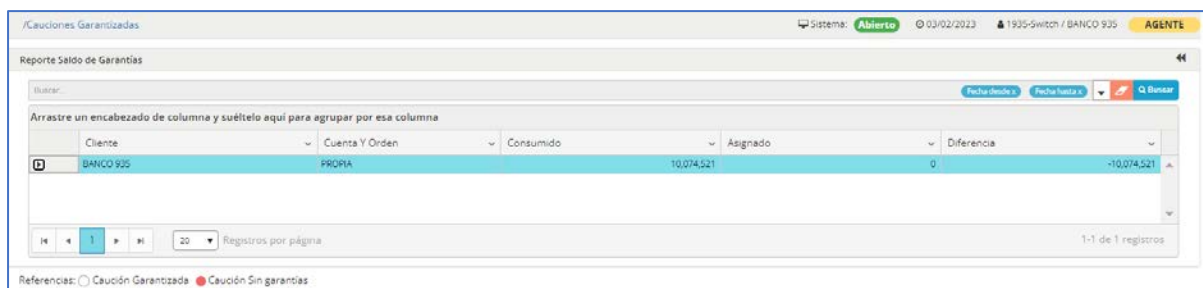 /Cauciones Garantizadas Sistema: Abierto 03/02/2023 1935-Switch / BANCO 935 AGENTE
Reporte Saldo de Garantías
Buscar... Fecha desde x Fecha hasta x Buscar
Arrastre un encabezado de columna y suéltelo aquí para agrupar por esa columna
Cliente Cuenta Y Orden Consumido Asignado Diferencia
BANCO 935 PROPIA 10,074,521 0 -10,074,521
1 20 Registros por página 1-1 de 1 registros
Referencias: Caución Garantizada Caución Sin garantías